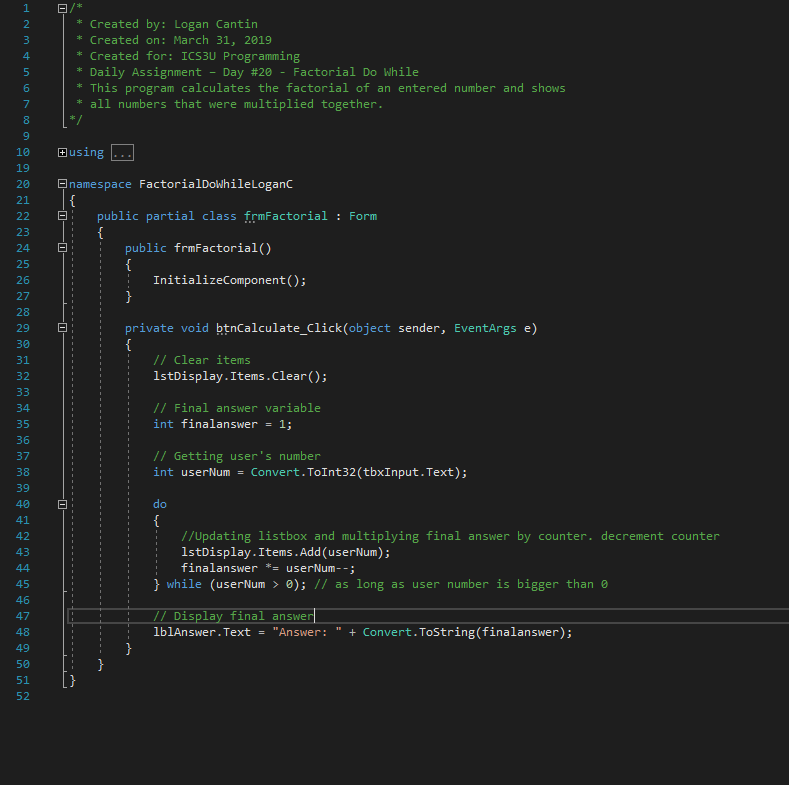 1 /*
2 * Created by: Logan Cantin
3 * Created on: March 31, 2019
4 * Created for: ICS3U Programming
5 * Daily Assignment – Day #20 - Factorial Do While
6 * This program calculates the factorial of an entered number and shows
7 * all numbers that were multiplied together.
8 */
9
10 using ...
19
20 namespace FactorialDoWhileLoganC
21 {
22 public partial class frmFactorial : Form
23 {
24 public frmFactorial()
25 {
26 InitializeComponent();
27 }
28
29 private void btnCalculate_Click(object sender, EventArgs e)
30 {
31 // Clear items
32 lstDisplay.Items.Clear();
33
34 // Final answer variable
35 int finalanswer = 1;
36
37 // Getting user's number
38 int userNum = Convert.ToInt32(tbxInput.Text);
39
40 do
41 {
42 //Updating listbox and multiplying final answer by counter. decrement counter
43 lstDisplay.Items.Add(userNum);
44 finalanswer *= userNum--;
45 } while (userNum > 0); // as long as user number is bigger than 0
46
47 // Display final answer
48 lblAnswer.Text = "Answer: " + Convert.ToString(finalanswer);
49 }
50 }
51 }
52